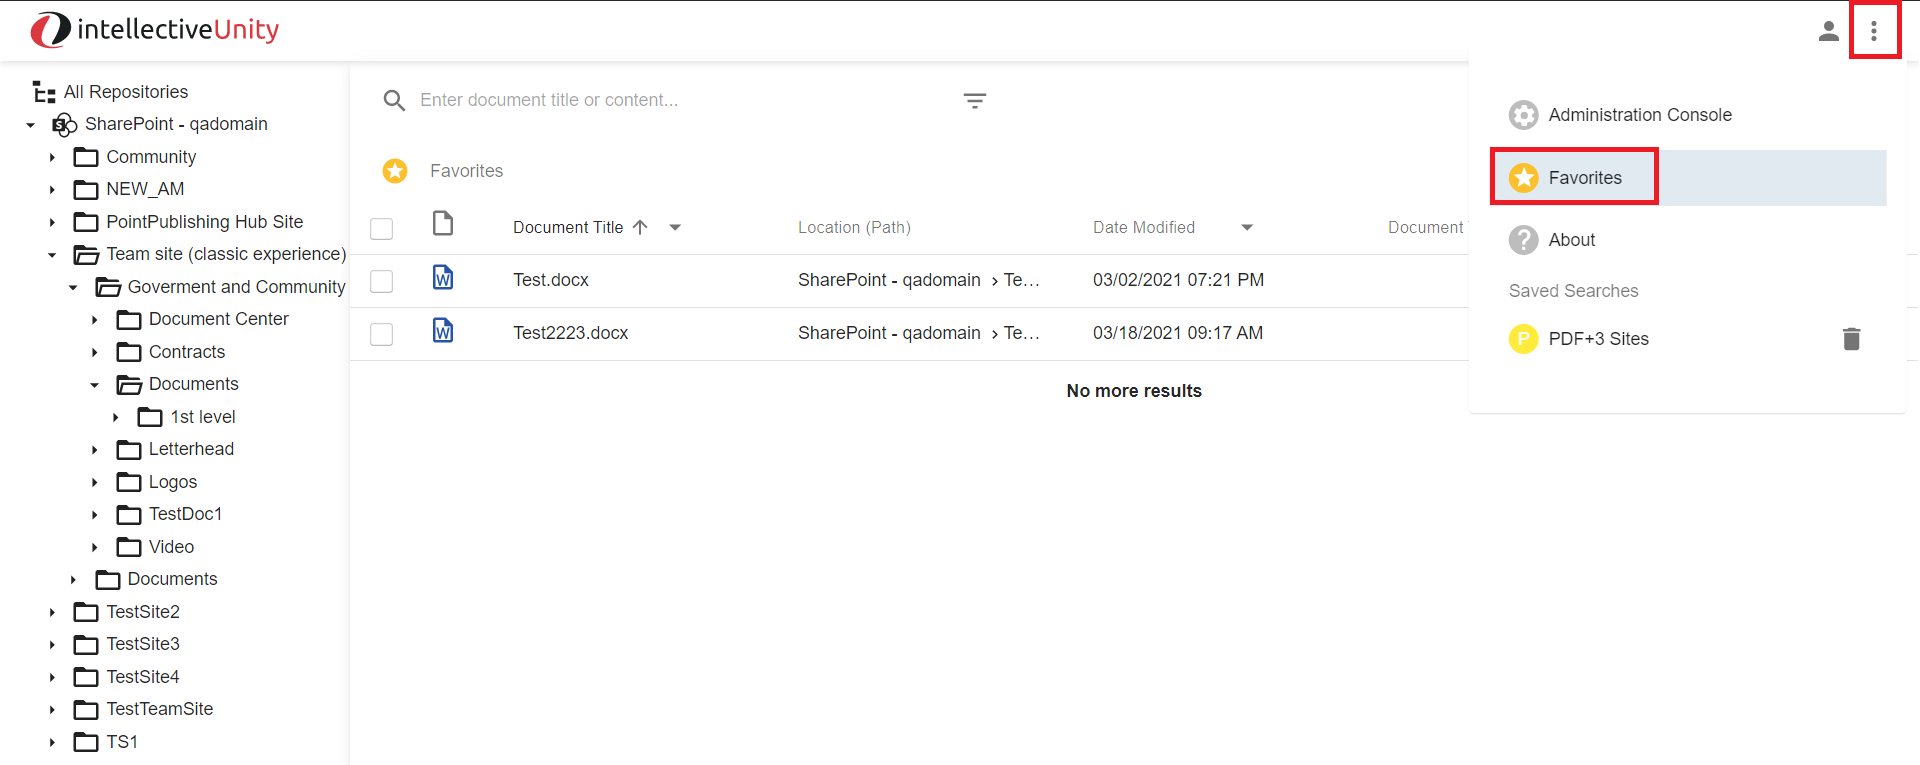 intellectiveUnity
All Repositories
SharePoint - qadomain
Community
NEW_AM
PointPublishing Hub Site
Team site (classic experience)
Goverment and Community
Document Center
Contracts
Documents
1st level
Letterhead
Logos
TestDoc1
Video
Documents
TestSite2
TestSite3
TestSite4
TestTeamSite
TS1
Enter document title or content...
Favorites
Document Title Location (Path) Date Modified Document
Test.docx SharePoint - qadomain › Te... 03/02/2021 07:21 PM
Test2223.docx SharePoint - qadomain › Te... 03/18/2021 09:17 AM
No more results
Administration Console
Favorites
? About
Saved Searches
P PDF+3 Sites